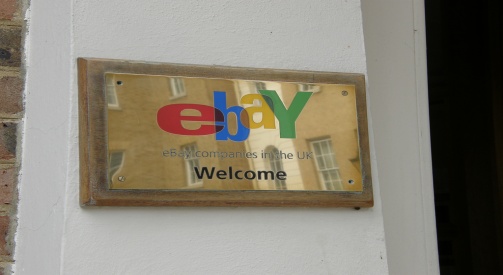 ebaY
eBay companies in the UK
Welcome